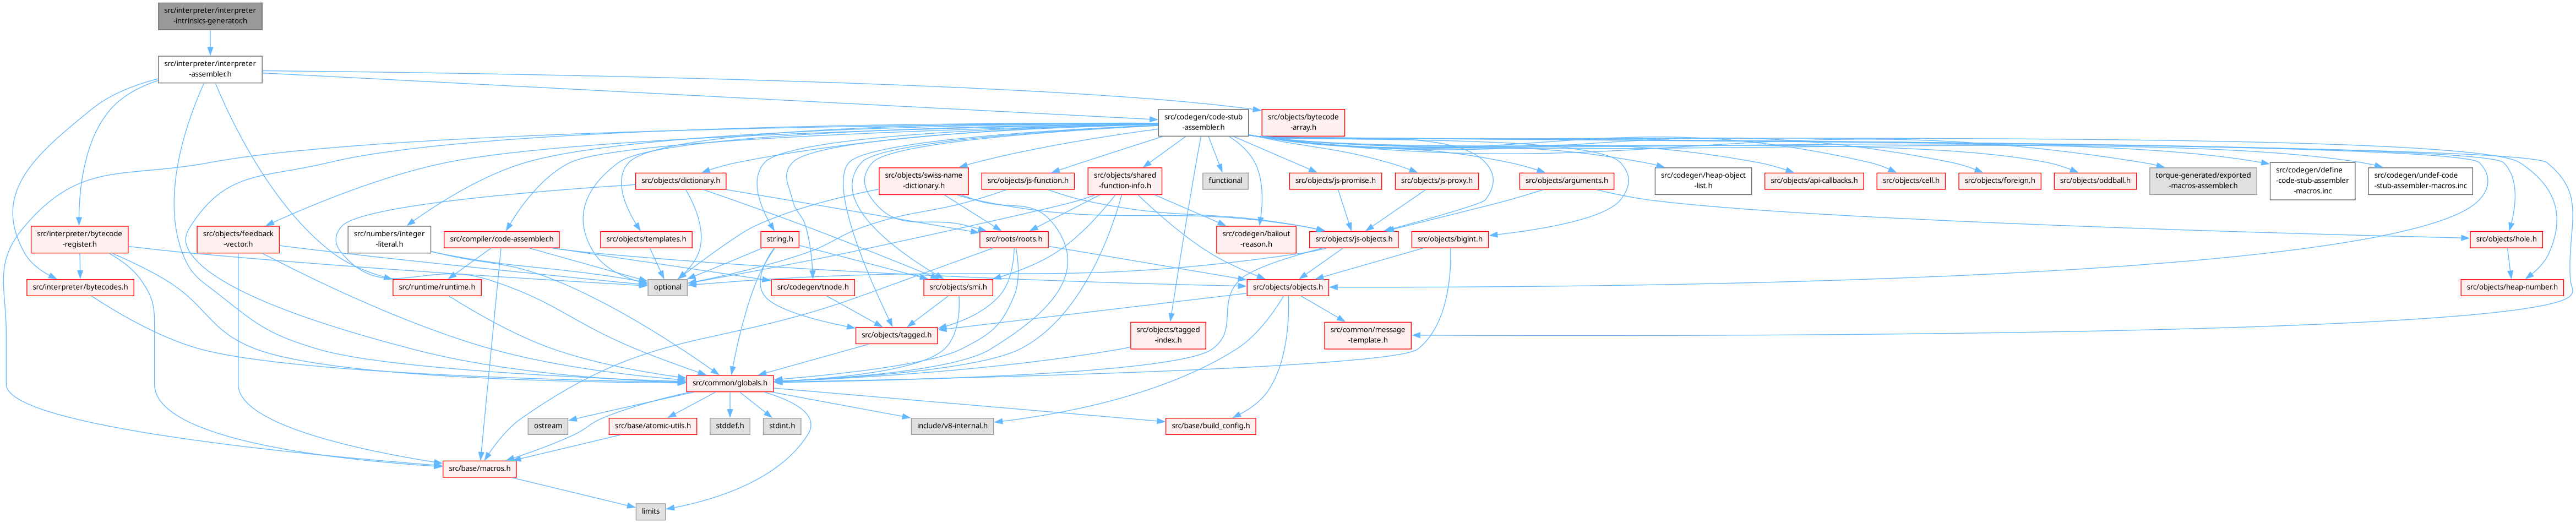 src/interpreter/interpreter
-intrinsics-generator.h
src/interpreter/interpreter
-assembler.h
src/codegen/code-stub
-assembler.h
src/objects/bytecode
-array.h
src/objects/dictionary.h
src/objects/swiss-name
-dictionary.h
src/objects/js-function.h
src/objects/shared
-function-info.h
functional
src/objects/js-promise.h
src/objects/js-proxy.h
src/objects/arguments.h
src/codegen/heap-object
-list.h
src/objects/api-callbacks.h
src/objects/cell.h
src/objects/foreign.h
src/objects/oddball.h
torque-generated/exported
-macros-assembler.h
src/codegen/define
-code-stub-assembler
-macros.inc
src/codegen/undef-code
-stub-assembler-macros.inc
src/interpreter/bytecode
-register.h
src/objects/feedback
-vector.h
src/numbers/integer
-literal.h
src/compiler/code-assembler.h
src/objects/templates.h
string.h
src/roots/roots.h
src/codegen/bailout
-reason.h
src/objects/js-objects.h
src/objects/bigint.h
src/objects/hole.h
src/interpreter/bytecodes.h
src/runtime/runtime.h
optional
src/codegen/tnode.h
src/objects/smi.h
src/objects/objects.h
src/objects/heap-number.h
src/objects/tagged.h
src/objects/tagged
-index.h
src/common/message
-template.h
src/common/globals.h
ostream
src/base/atomic-utils.h
stddef.h
stdint.h
include/v8-internal.h
src/base/build_config.h
src/base/macros.h
limits